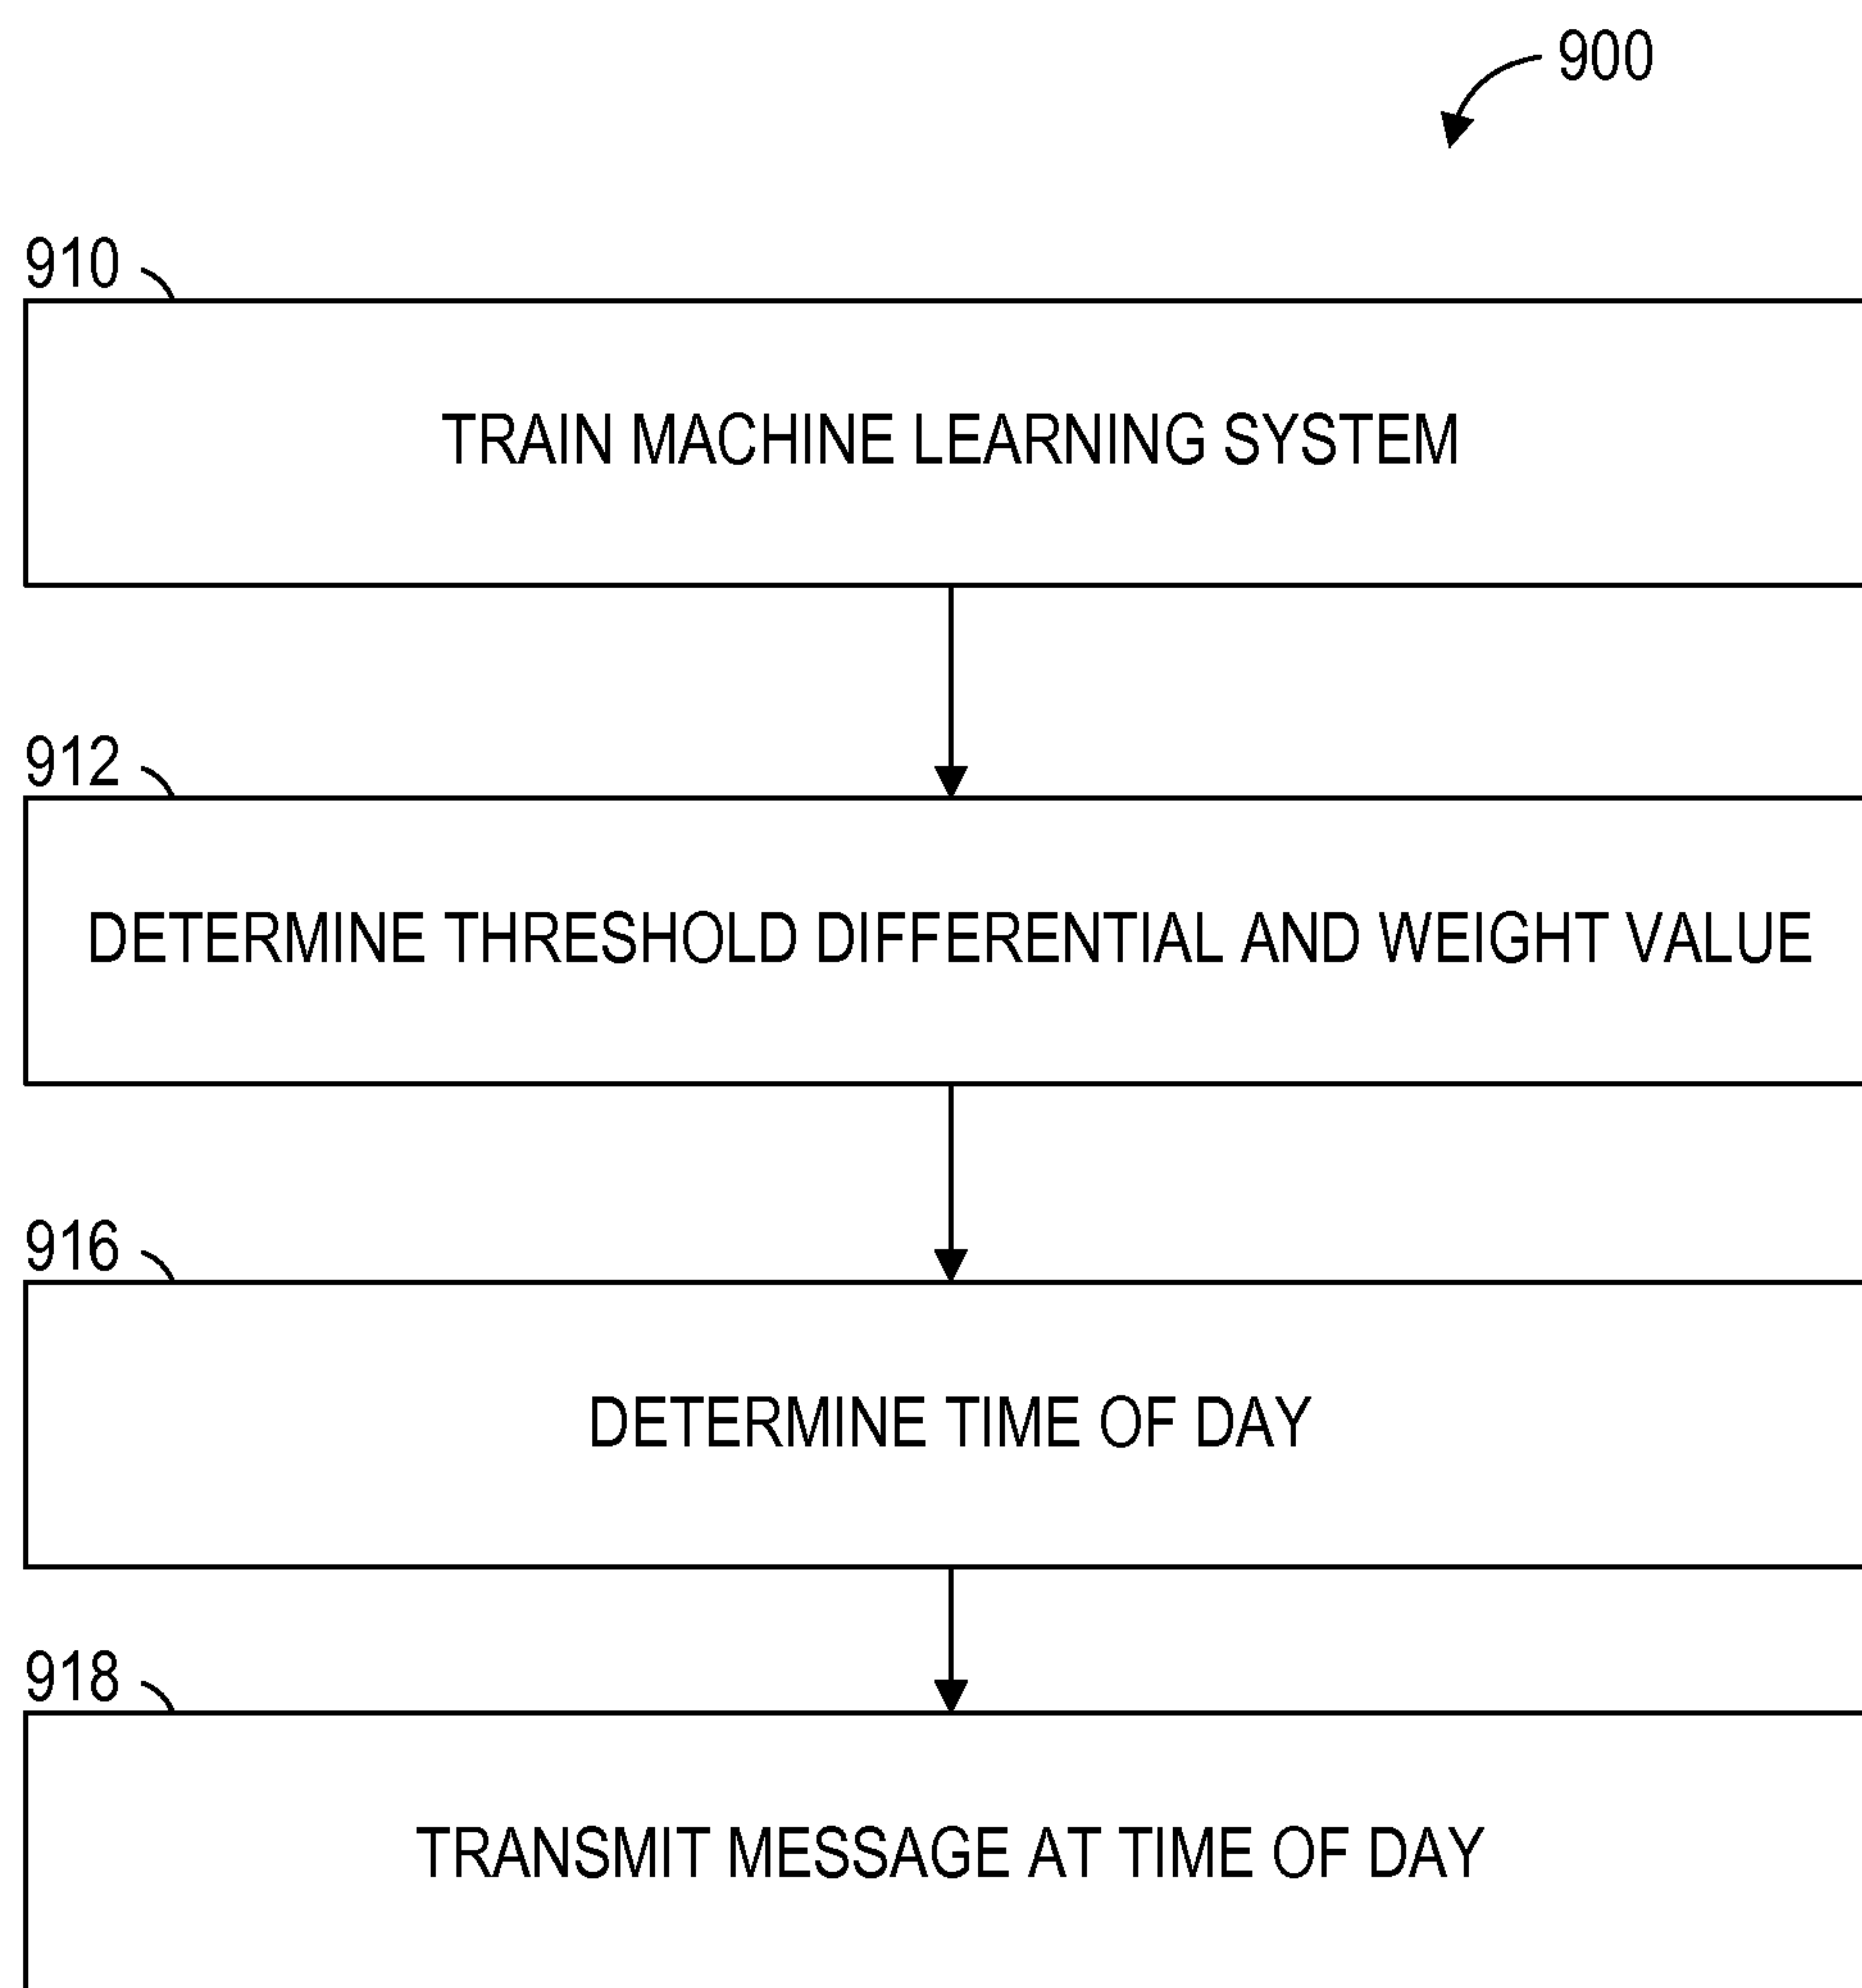 900
910
TRAIN MACHINE LEARNING SYSTEM
912
DETERMINE THRESHOLD DIFFERENTIAL AND WEIGHT VALUE
916
DETERMINE TIME OF DAY
918
TRANSMIT MESSAGE AT TIME OF DAY